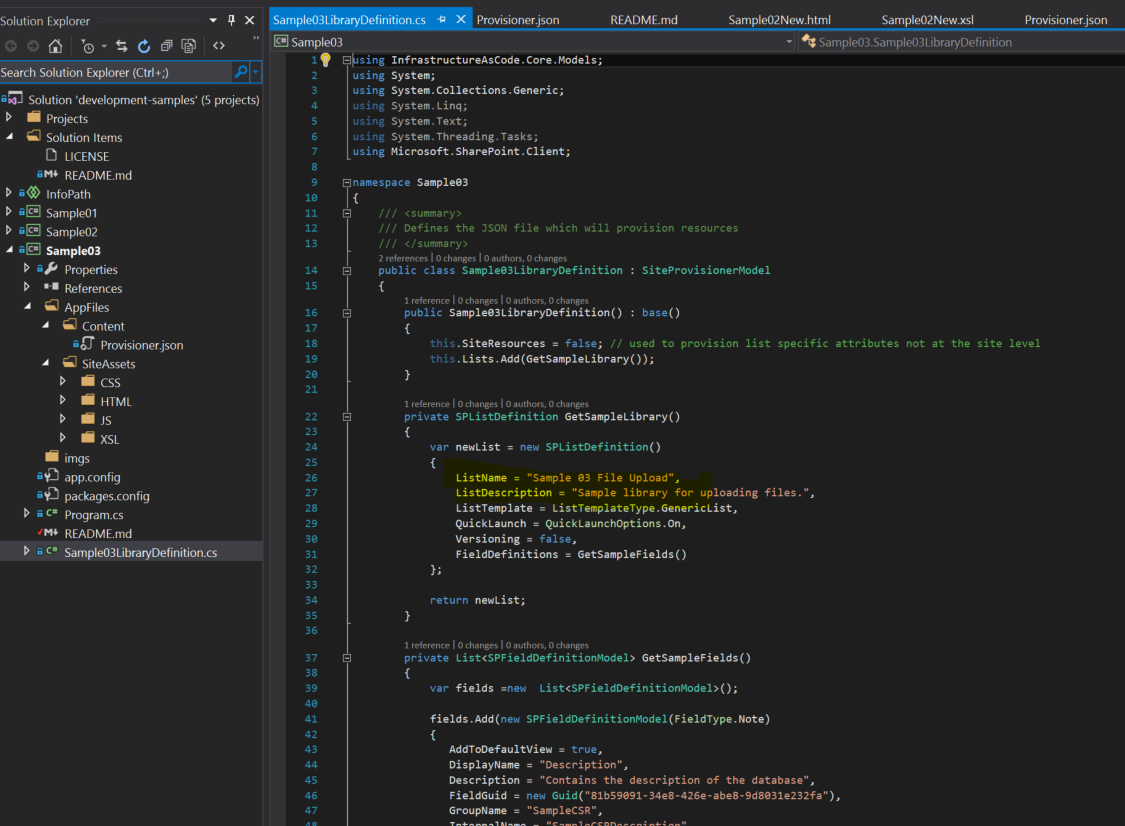 Solution Explorer
Search Solution Explorer (Ctrl+;)
Solution 'development-samples' (5 projects)
Projects
Solution Items
LICENSE
README.md
InfoPath
Sample01
Sample02
Sample03
Properties
References
AppFiles
Content
Provisioner.json
SiteAssets
CSS
HTML
JS
XSL
imgs
app.config
packages.config
Program.cs
README.md
Sample03LibraryDefinition.cs
Sample03LibraryDefinition.cs Provisioner.json README.md Sample02New.html Sample02New.xsl Provisioner.json
Sample03 Sample03.Sample03LibraryDefinition
1 using InfrastructureAsCode.Core.Models;
2 using System;
3 using System.Collections.Generic;
4 using System.Linq;
5 using System.Text;
6 using System.Threading.Tasks;
7 using Microsoft.SharePoint.Client;
8
9 namespace Sample03
10 {
11 /// <summary>
12 /// Defines the JSON file which will provision resources
13 /// </summary>
2 references | 0 changes | 0 authors, 0 changes
14 public class Sample03LibraryDefinition : SiteProvisionerModel
15 {
1 reference | 0 changes | 0 authors, 0 changes
16 public Sample03LibraryDefinition() : base()
17 {
18 this.SiteResources = false; // used to provision list specific attributes not at the site level
19 this.Lists.Add(GetSampleLibrary());
20 }
21
1 reference | 0 changes | 0 authors, 0 changes
22 private SPListDefinition GetSampleLibrary()
23 {
24 var newList = new SPListDefinition()
25 {
26 ListName = "Sample 03 File Upload",
27 ListDescription = "Sample library for uploading files.",
28 ListTemplate = ListTemplateType.GenericList,
29 QuickLaunch = QuickLaunchOptions.On,
30 Versioning = false,
31 FieldDefinitions = GetSampleFields()
32 };
33
34 return newList;
35 }
36
1 reference | 0 changes | 0 authors, 0 changes
37 private List<SPFieldDefinitionModel> GetSampleFields()
38 {
39 var fields =new List<SPFieldDefinitionModel>();
40
41 fields.Add(new SPFieldDefinitionModel(FieldType.Note)
42 {
43 AddToDefaultView = true,
44 DisplayName = "Description",
45 Description = "Contains the description of the database",
46 FieldGuid = new Guid("81b59091-34e8-426e-abe8-9d8031e232fa"),
47 GroupName = "SampleCSR",
48 InternalName = "SampleCSRDescription"